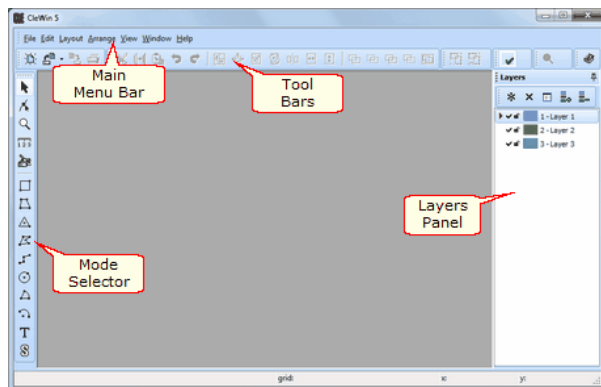 CleWin 5
File Edit Layout Arrange View Window Help
Main
Menu Bar
Tool
Bars
Layers
1 - Layer 1
2 - Layer 2
3 - Layer 3
Layers
Panel
Mode
Selector
123
T
S
grid: x: y: